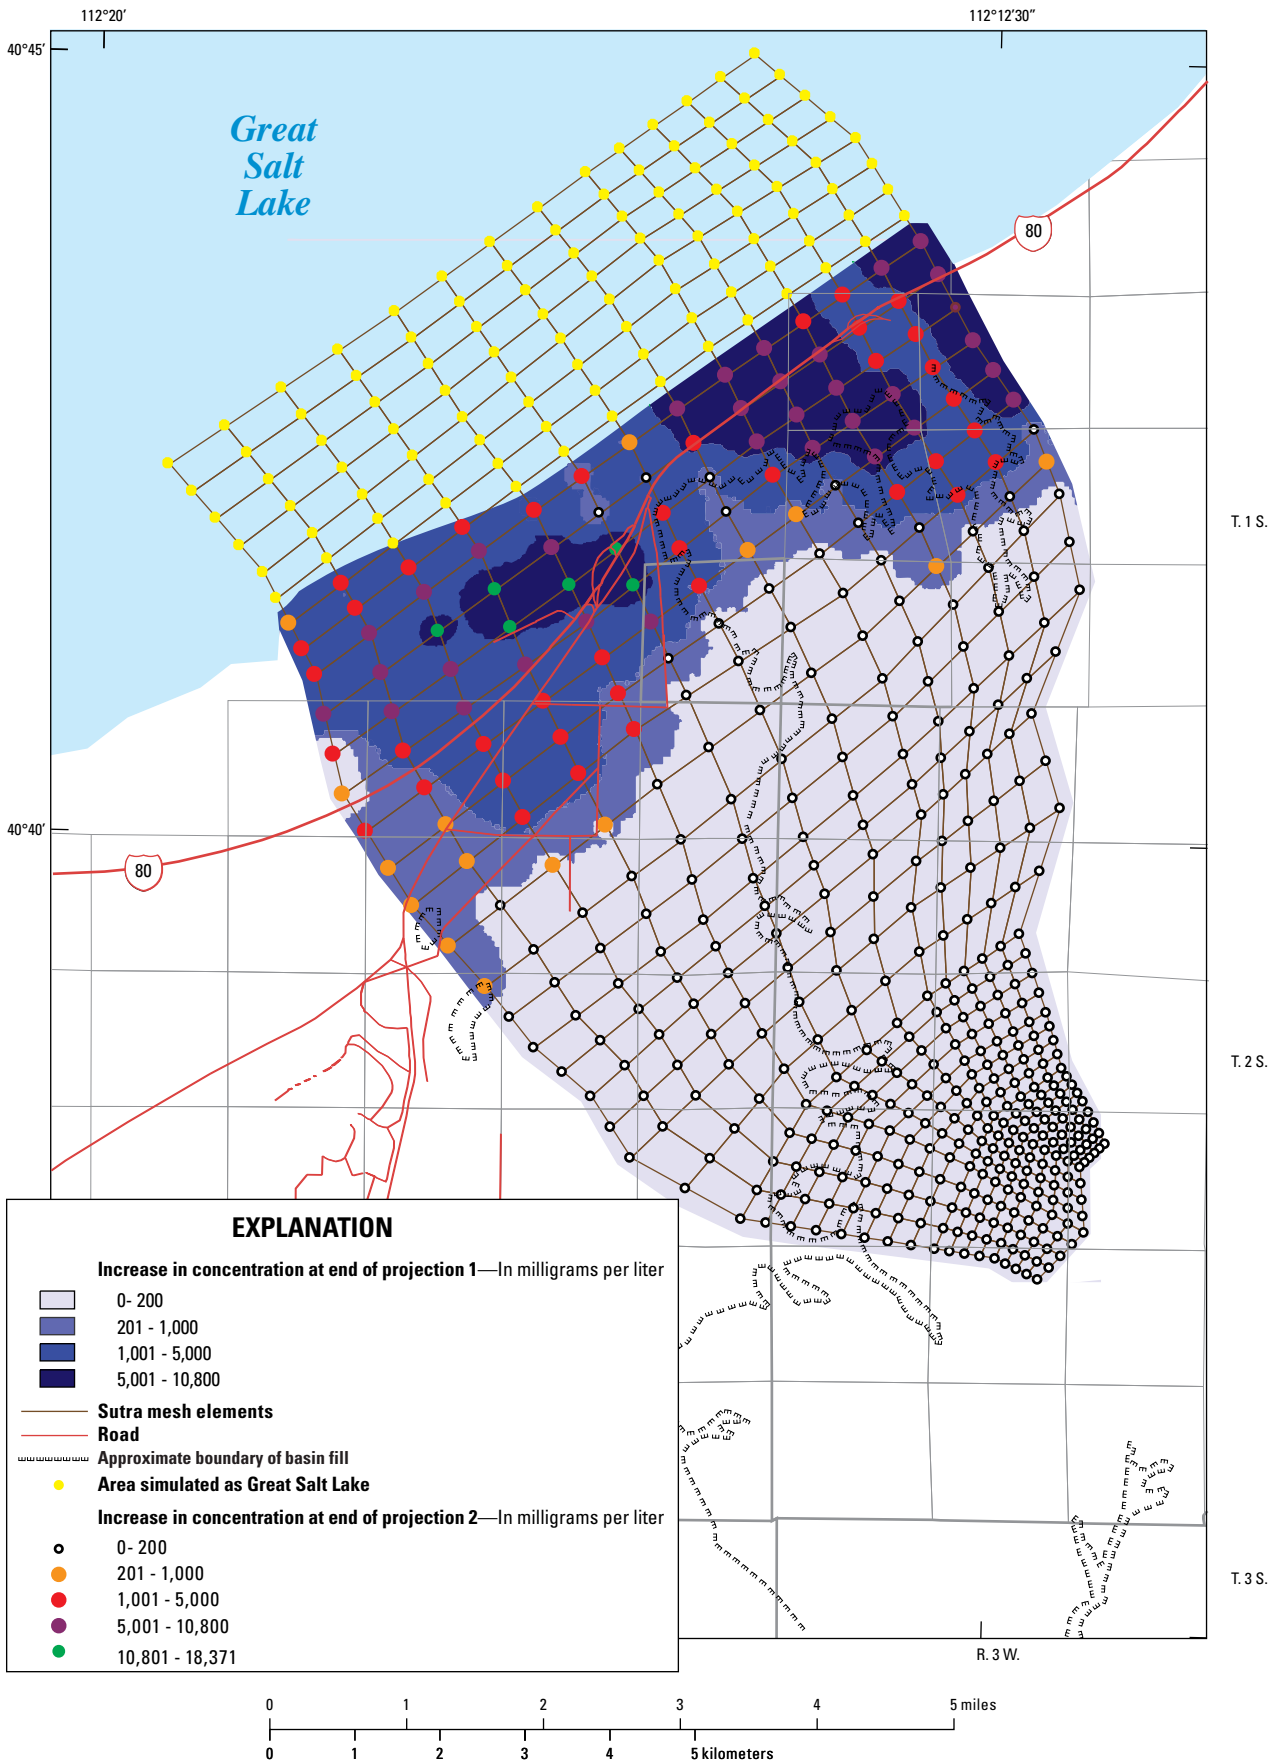 112°20'
112°12'30"
40°45'
Great
Salt
Lake
80
T. 1 S.
40°40'
80
T. 2 S.
EXPLANATION
Increase in concentration at end of projection 1—In milligrams per liter
0- 200
201 - 1,000
1,001 - 5,000
5,001 - 10,800
Sutra mesh elements
Road
Approximate boundary of basin fill
Area simulated as Great Salt Lake
Increase in concentration at end of projection 2—In milligrams per liter
0- 200
201 - 1,000
1,001 - 5,000
5,001 - 10,800
10,801 - 18,371
T. 3 S.
R. 3 W.
0 1 2 3 4 5 miles
0 1 2 3 4 5 kilometers